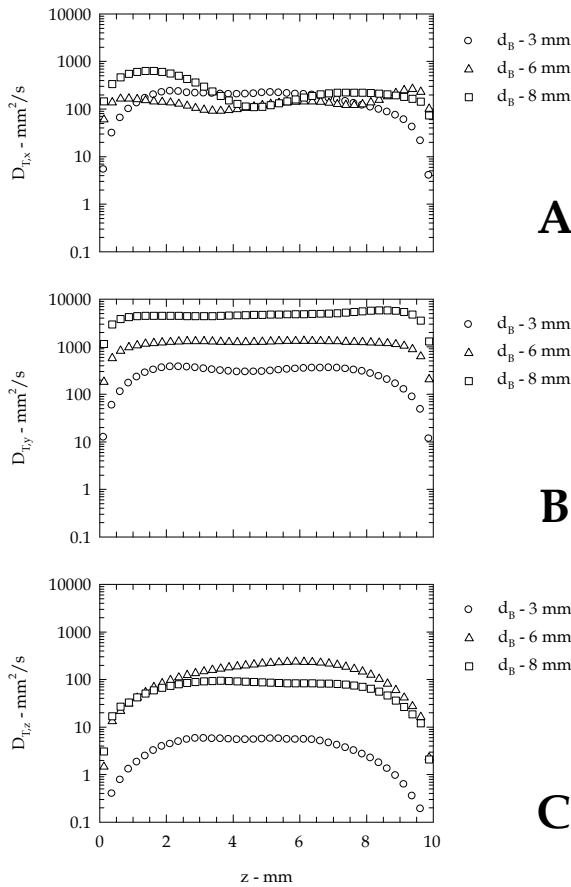 10000
1000
100
10
1
0.1
D_T,x - mm²/s
○ d_B - 3 mm
△ d_B - 6 mm
□ d_B - 8 mm
A
10000
1000
100
10
1
0.1
D_T,y - mm²/s
○ d_B - 3 mm
△ d_B - 6 mm
□ d_B - 8 mm
B
10000
1000
100
10
1
0.1
D_T,z - mm²/s
○ d_B - 3 mm
△ d_B - 6 mm
□ d_B - 8 mm
C
0 2 4 6 8 10
z - mm